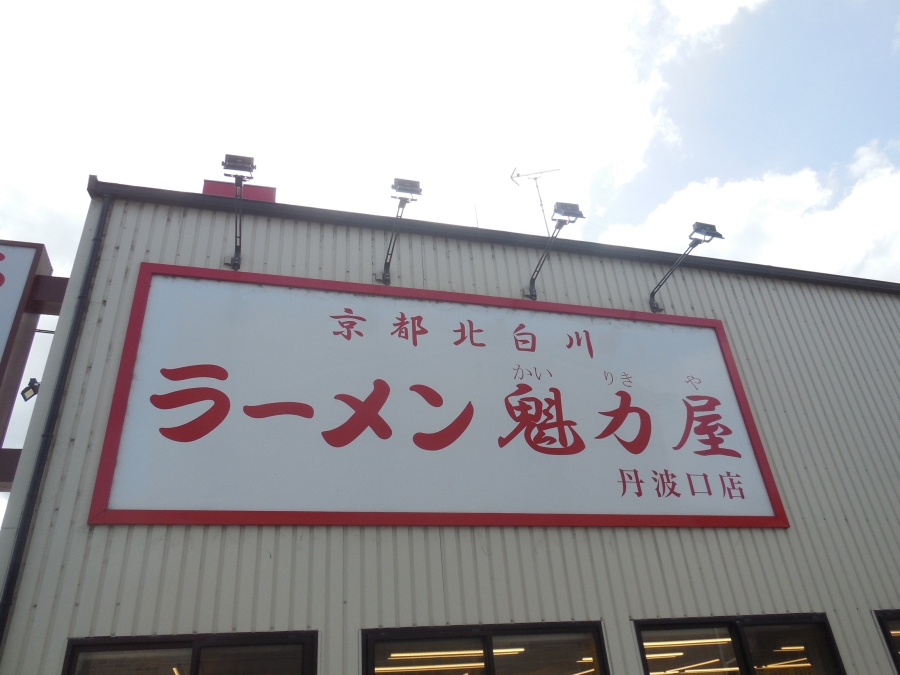 京都北白川
かい りき や
ラーメン魁力屋
丹波口店